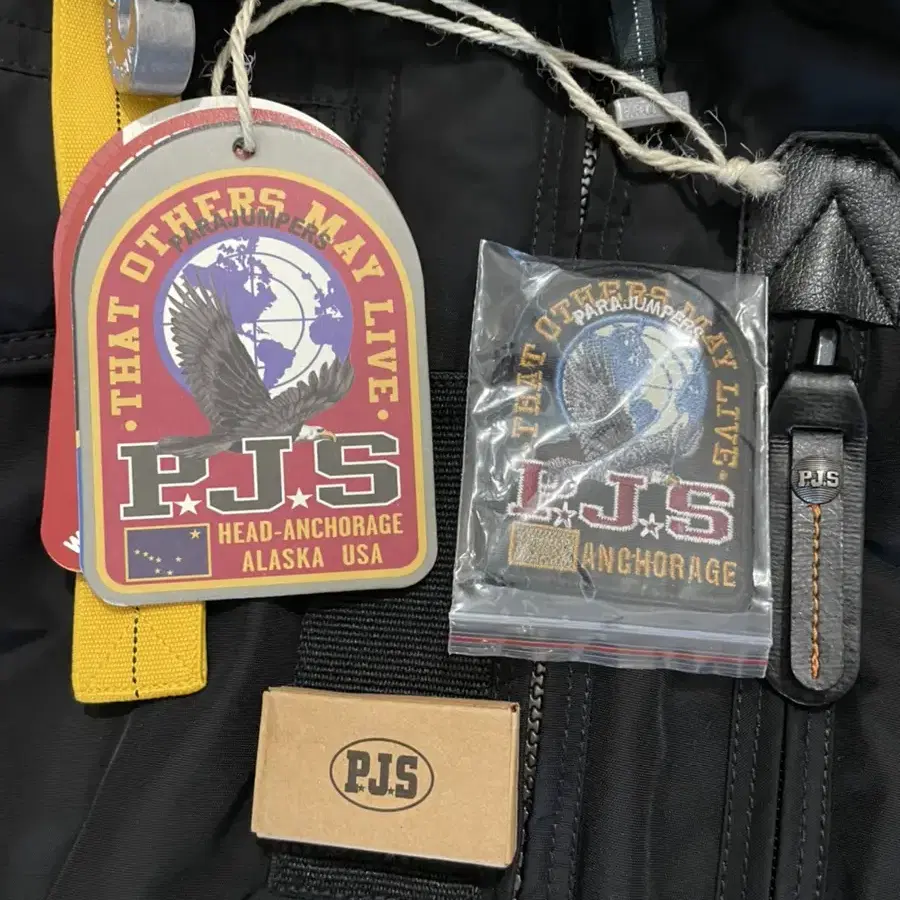 THAT OTHERS MAY LIVE
PARAJUMPERS
P.J.S
HEAD-ANCHORAGE
ALASKA USA
THAT OTHERS MAY LIVE
PARAJUMPERS
P.J.S
ANCHORAGE
PJS
P.J.S